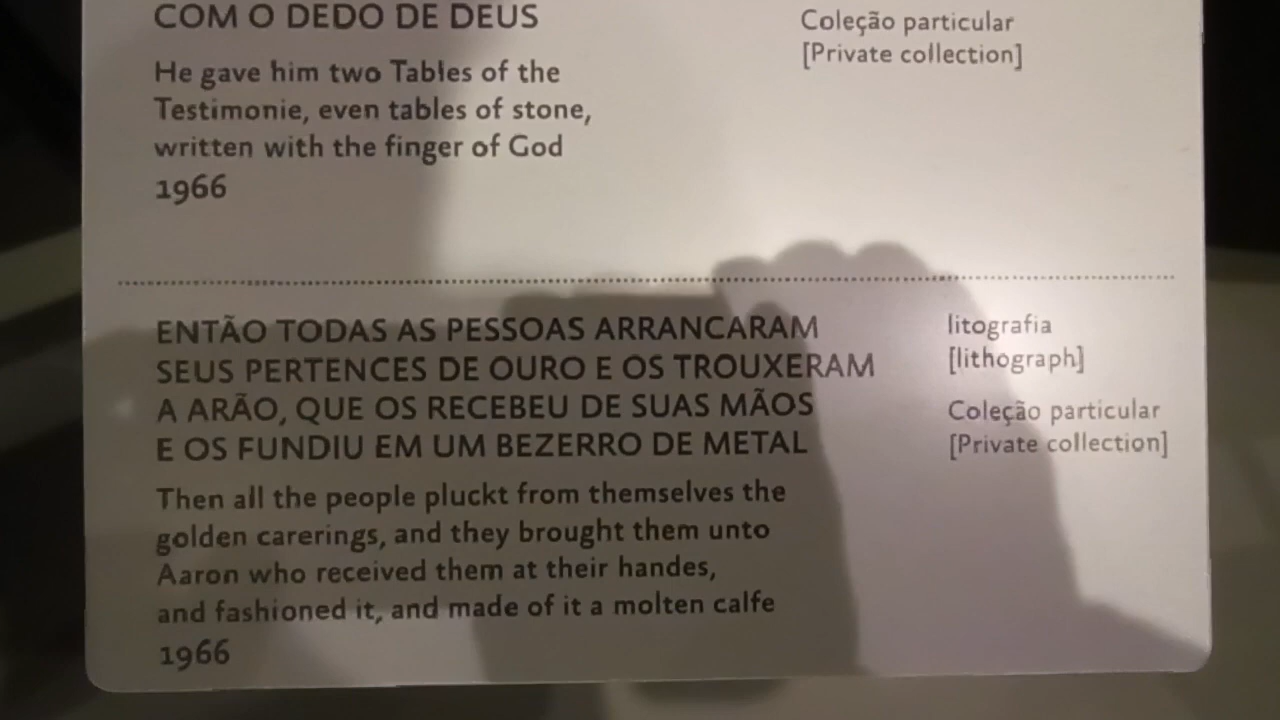 COM O DEDO DE DEUS
He gave him two Tables of the
Testimonie, even tables of stone,
written with the finger of God
1966
Coleção particular
[Private collection]
ENTÃO TODAS AS PESSOAS ARRANCARAM
SEUS PERTENCES DE OURO E OS TROUXERAM
A ARÃO, QUE OS RECEBEU DE SUAS MÃOS
E OS FUNDIU EM UM BEZERRO DE METAL
Then all the people pluckt from themselves the
golden carerings, and they brought them unto
Aaron who received them at their handes,
and fashioned it, and made of it a molten calfe
1966
litografia
[lithograph]
Coleção particular
[Private collection]